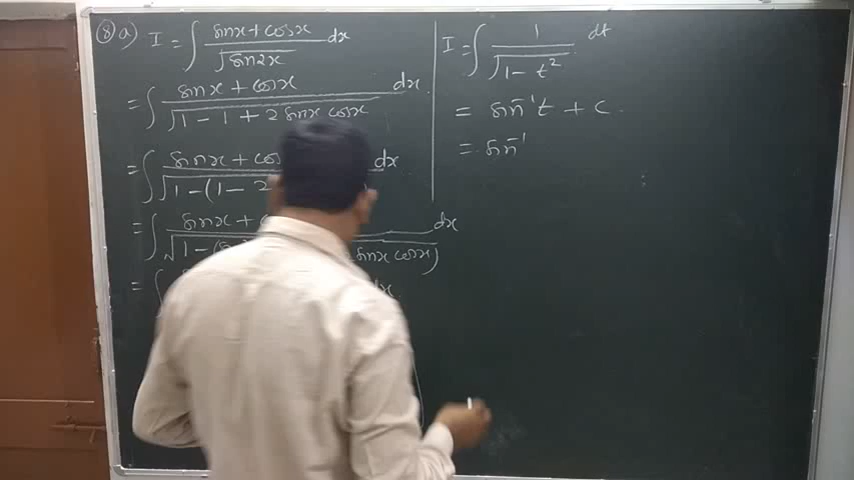 ⑧ a) I = ∫ sinx + cosx / √sin2x dx
= ∫ sinx + cosx / √1 - 1 + 2 sinx cosx dx.
= ∫ sinx + cos / √1 - (1 - 2 dx
= ∫ sinx + c / √1 - ( sinx cosx) dx
= ∫ dx
I = ∫ 1 / √1 - t² dt
= sin⁻¹ t + c.
= sin⁻¹